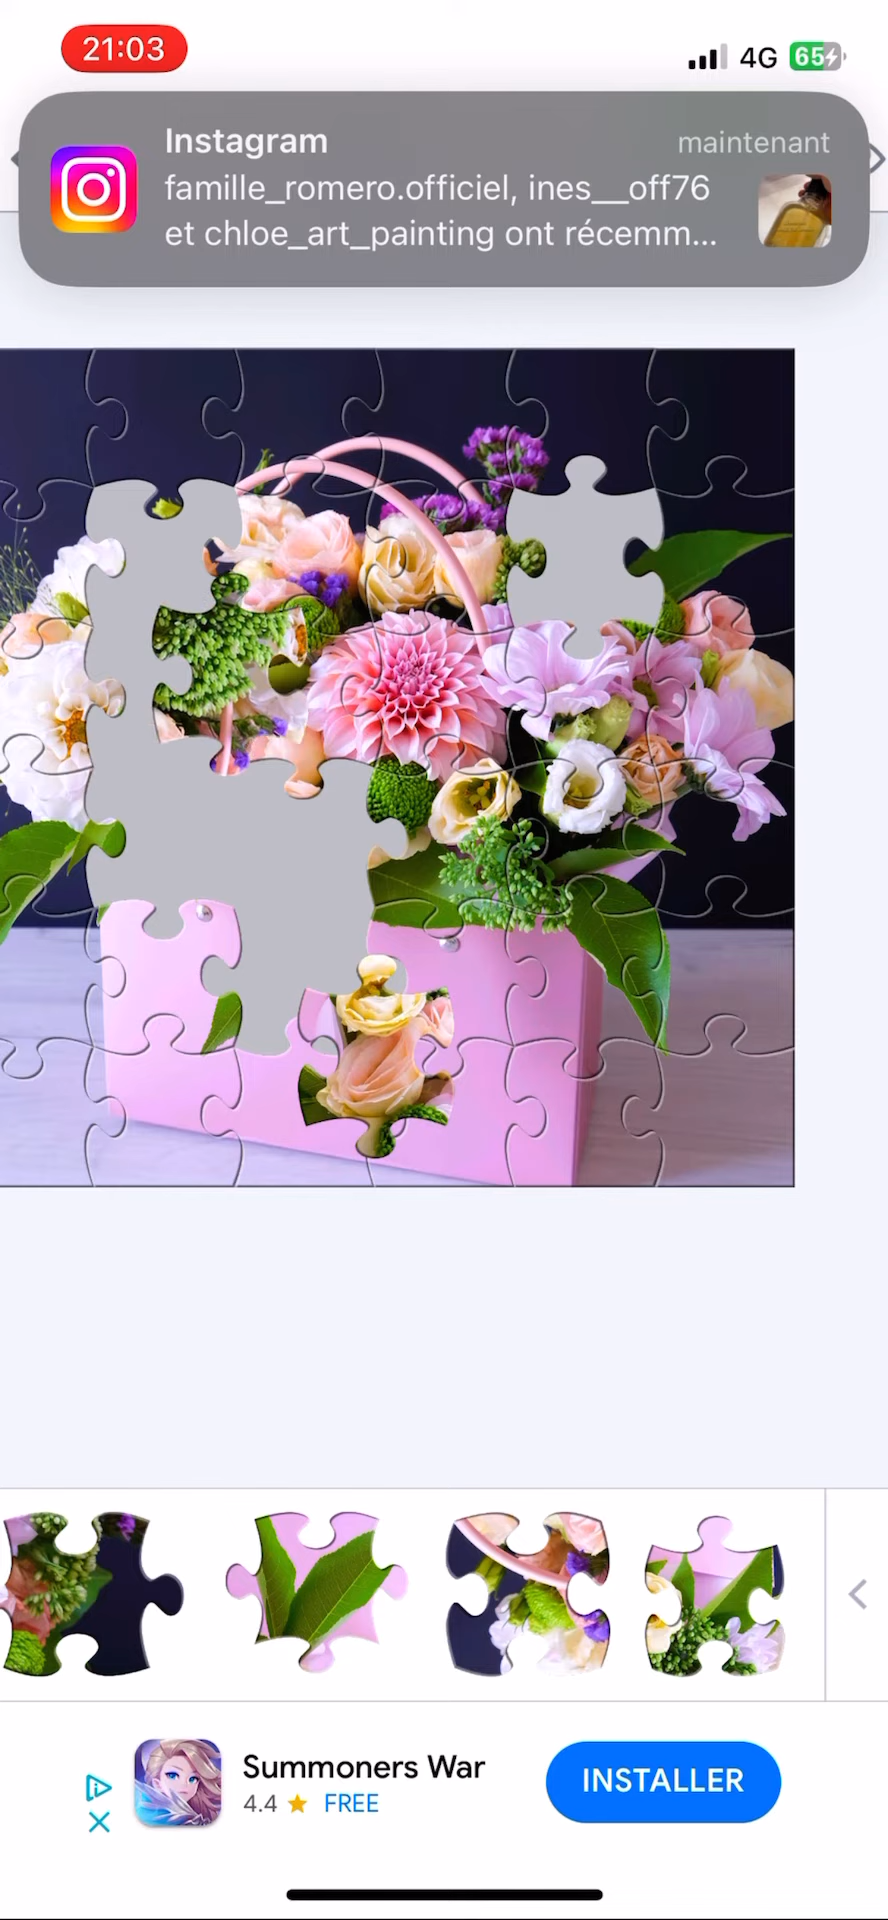 21:03
4G
65
Instagram
maintenant
famille_romero.officiel, ines__off76
et chloe_art_painting ont récemm...
Summoners War
4.4 ★ FREE
INSTALLER